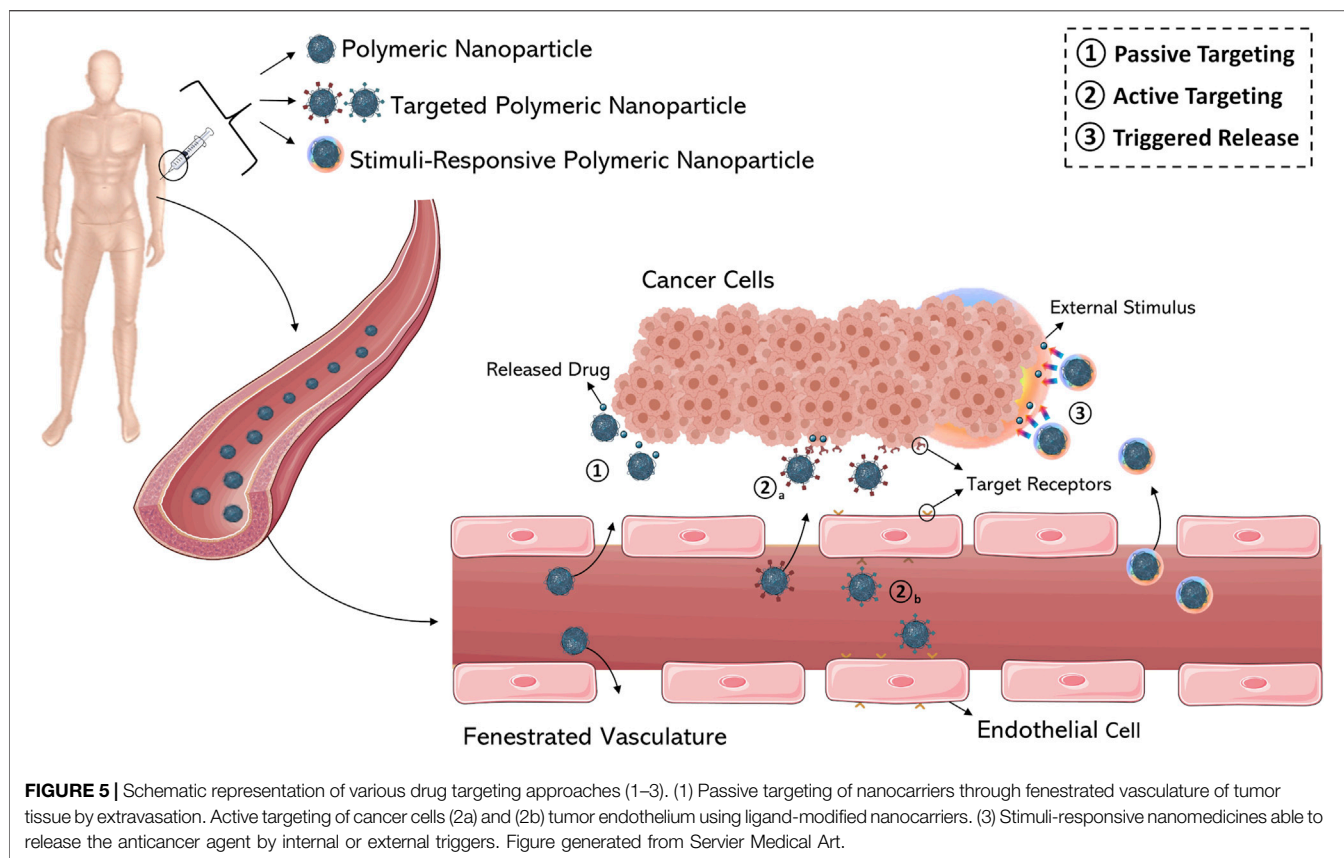 Polymeric Nanoparticle
Targeted Polymeric Nanoparticle
Stimuli-Responsive Polymeric Nanoparticle
① Passive Targeting
② Active Targeting
③ Triggered Release
Cancer Cells
External Stimulus
Released Drug
①
②a
③
Target Receptors
②b
Fenestrated Vasculature
Endothelial Cell
FIGURE 5 | Schematic representation of various drug targeting approaches (1–3). (1) Passive targeting of nanocarriers through fenestrated vasculature of tumor
tissue by extravasation. Active targeting of cancer cells (2a) and (2b) tumor endothelium using ligand-modified nanocarriers. (3) Stimuli-responsive nanomedicines able to
release the anticancer agent by internal or external triggers. Figure generated from Servier Medical Art.